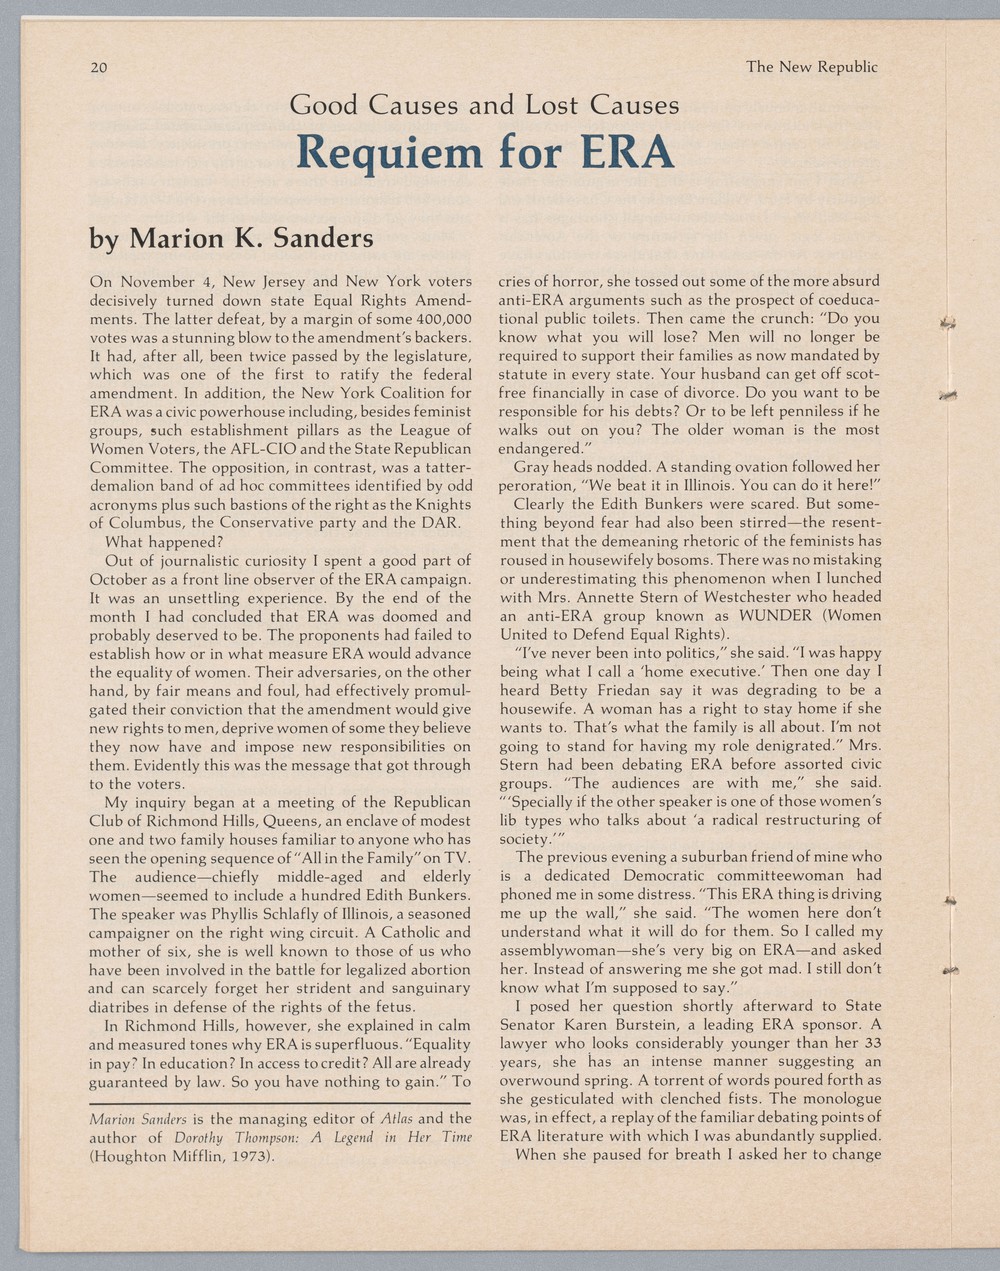 20
The New Republic
Good Causes and Lost Causes
Requiem for ERA
by Marion K. Sanders
On November 4, New Jersey and New York voters
decisively turned down state Equal Rights Amend-
ments. The latter defeat, by a margin of some 400,000
votes was a stunning blow to the amendment's backers.
It had, after all, been twice passed by the legislature,
which was one of the first to ratify the federal
amendment. In addition, the New York Coalition for
ERA was a civic powerhouse including, besides feminist
groups, such establishment pillars as the League of
Women Voters, the AFL-CIO and the State Republican
Committee. The opposition, in contrast, was a tatter-
demalion band of ad hoc committees identified by odd
acronyms plus such bastions of the right as the Knights
of Columbus, the Conservative party and the DAR.
What happened?
Out of journalistic curiosity I spent a good part of
October as a front line observer of the ERA campaign.
It was an unsettling experience. By the end of the
month I had concluded that ERA was doomed and
probably deserved to be. The proponents had failed to
establish how or in what measure ERA would advance
the equality of women. Their adversaries, on the other
hand, by fair means and foul, had effectively promul-
gated their conviction that the amendment would give
new rights to men, deprive women of some they believe
they now have and impose new responsibilities on
them. Evidently this was the message that got through
to the voters.
My inquiry began at a meeting of the Republican
Club of Richmond Hills, Queens, an enclave of modest
one and two family houses familiar to anyone who has
seen the opening sequence of "All in the Family" on TV.
The audience—chiefly middle-aged and elderly
women—seemed to include a hundred Edith Bunkers.
The speaker was Phyllis Schlafly of Illinois, a seasoned
campaigner on the right wing circuit. A Catholic and
mother of six, she is well known to those of us who
have been involved in the battle for legalized abortion
and can scarcely forget her strident and sanguinary
diatribes in defense of the rights of the fetus.
In Richmond Hills, however, she explained in calm
and measured tones why ERA is superfluous. "Equality
in pay? In education? In access to credit? All are already
guaranteed by law. So you have nothing to gain." To
Marion Sanders is the managing editor of Atlas and the
author of Dorothy Thompson: A Legend in Her Time
(Houghton Mifflin, 1973).
cries of horror, she tossed out some of the more absurd
anti-ERA arguments such as the prospect of coeduca-
tional public toilets. Then came the crunch: "Do you
know what you will lose? Men will no longer be
required to support their families as now mandated by
statute in every state. Your husband can get off scot-
free financially in case of divorce. Do you want to be
responsible for his debts? Or to be left penniless if he
walks out on you? The older woman is the most
endangered."
Gray heads nodded. A standing ovation followed her
peroration, "We beat it in Illinois. You can do it here!"
Clearly the Edith Bunkers were scared. But some-
thing beyond fear had also been stirred—the resent-
ment that the demeaning rhetoric of the feminists has
roused in housewifely bosoms. There was no mistaking
or underestimating this phenomenon when I lunched
with Mrs. Annette Stern of Westchester who headed
an anti-ERA group known as WUNDER (Women
United to Defend Equal Rights).
"I've never been into politics," she said. "I was happy
being what I call a 'home executive.' Then one day I
heard Betty Friedan say it was degrading to be a
housewife. A woman has a right to stay home if she
wants to. That's what the family is all about. I'm not
going to stand for having my role denigrated." Mrs.
Stern had been debating ERA before assorted civic
groups. "The audiences are with me," she said.
"'Specially if the other speaker is one of those women's
lib types who talks about 'a radical restructuring of
society.'"
The previous evening a suburban friend of mine who
is a dedicated Democratic committeewoman had
phoned me in some distress. "This ERA thing is driving
me up the wall," she said. "The women here don't
understand what it will do for them. So I called my
assemblywoman—she's very big on ERA—and asked
her. Instead of answering me she got mad. I still don't
know what I'm supposed to say."
I posed her question shortly afterward to State
Senator Karen Burstein, a leading ERA sponsor. A
lawyer who looks considerably younger than her 33
years, she has an intense manner suggesting an
overwound spring. A torrent of words poured forth as
she gesticulated with clenched fists. The monologue
was, in effect, a replay of the familiar debating points of
ERA literature with which I was abundantly supplied.
When she paused for breath I asked her to change